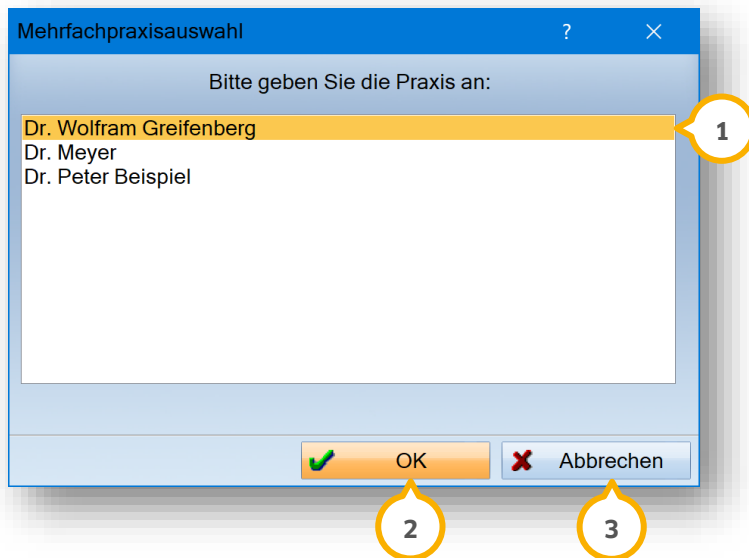 Mehrfachpraxisauswahl ?
Bitte geben Sie die Praxis an:
Dr. Wolfram Greifenberg
1
Dr. Meyer
Dr. Peter Beispiel
OK
Abbrechen
2
3